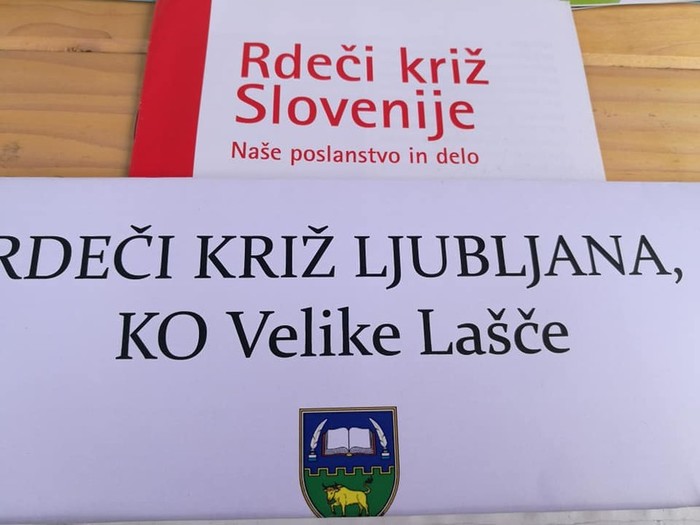 Rdeči križ
Slovenije
Naše poslanstvo in delo
RDEČI KRIŽ LJUBLJANA,
KO Velike Lašče